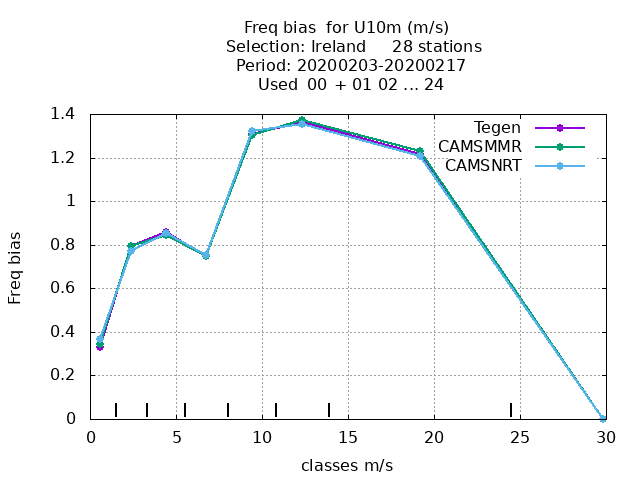 Freq bias  for U10m (m/s)
Selection: Ireland     28 stations
Period: 20200203-20200217
Used  00 + 01 02 ... 24
Freq bias
1.4
1.2
1
0.8
0.6
0.4
0.2
0
Tegen
CAMSMMR
CAMSNRT
0 5 10 15 20 25 30
classes m/s